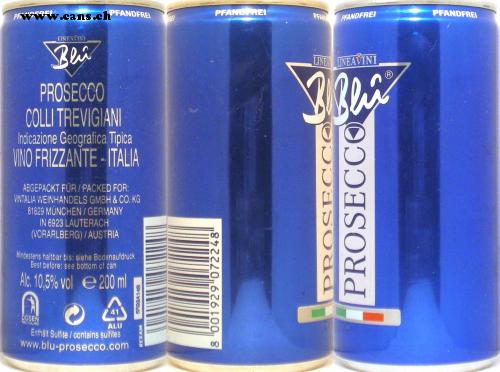 www.cans.ch
PFANDFREI
PFANDFREI
PFANDFREI
LINEAVINI
Blû
PROSECCO
COLLI TREVIGIANI
Indicazione Geografica Tipica
VINO FRIZZANTE - ITALIA
ABGEPACKT FÜR / PACKED FOR:
VINTALIA WEINHANDELS GMBH & CO. KG
81829 MÜNCHEN / GERMANY
IN 6923 LAUTERACH
(VORARLBERG) / AUSTRIA
Mindestens haltbar bis: siehe Bodenaufdruck
Best before: see bottom of can
Alc. 10,5% vol e 200 ml
41
ALU
Enthält Sulfite / contains sulfites
www.blu-prosecco.com
8 001929 072248
LINEAVINI
Bl
PROSECCO
LINEAVINI
Blû®
PROSECCO